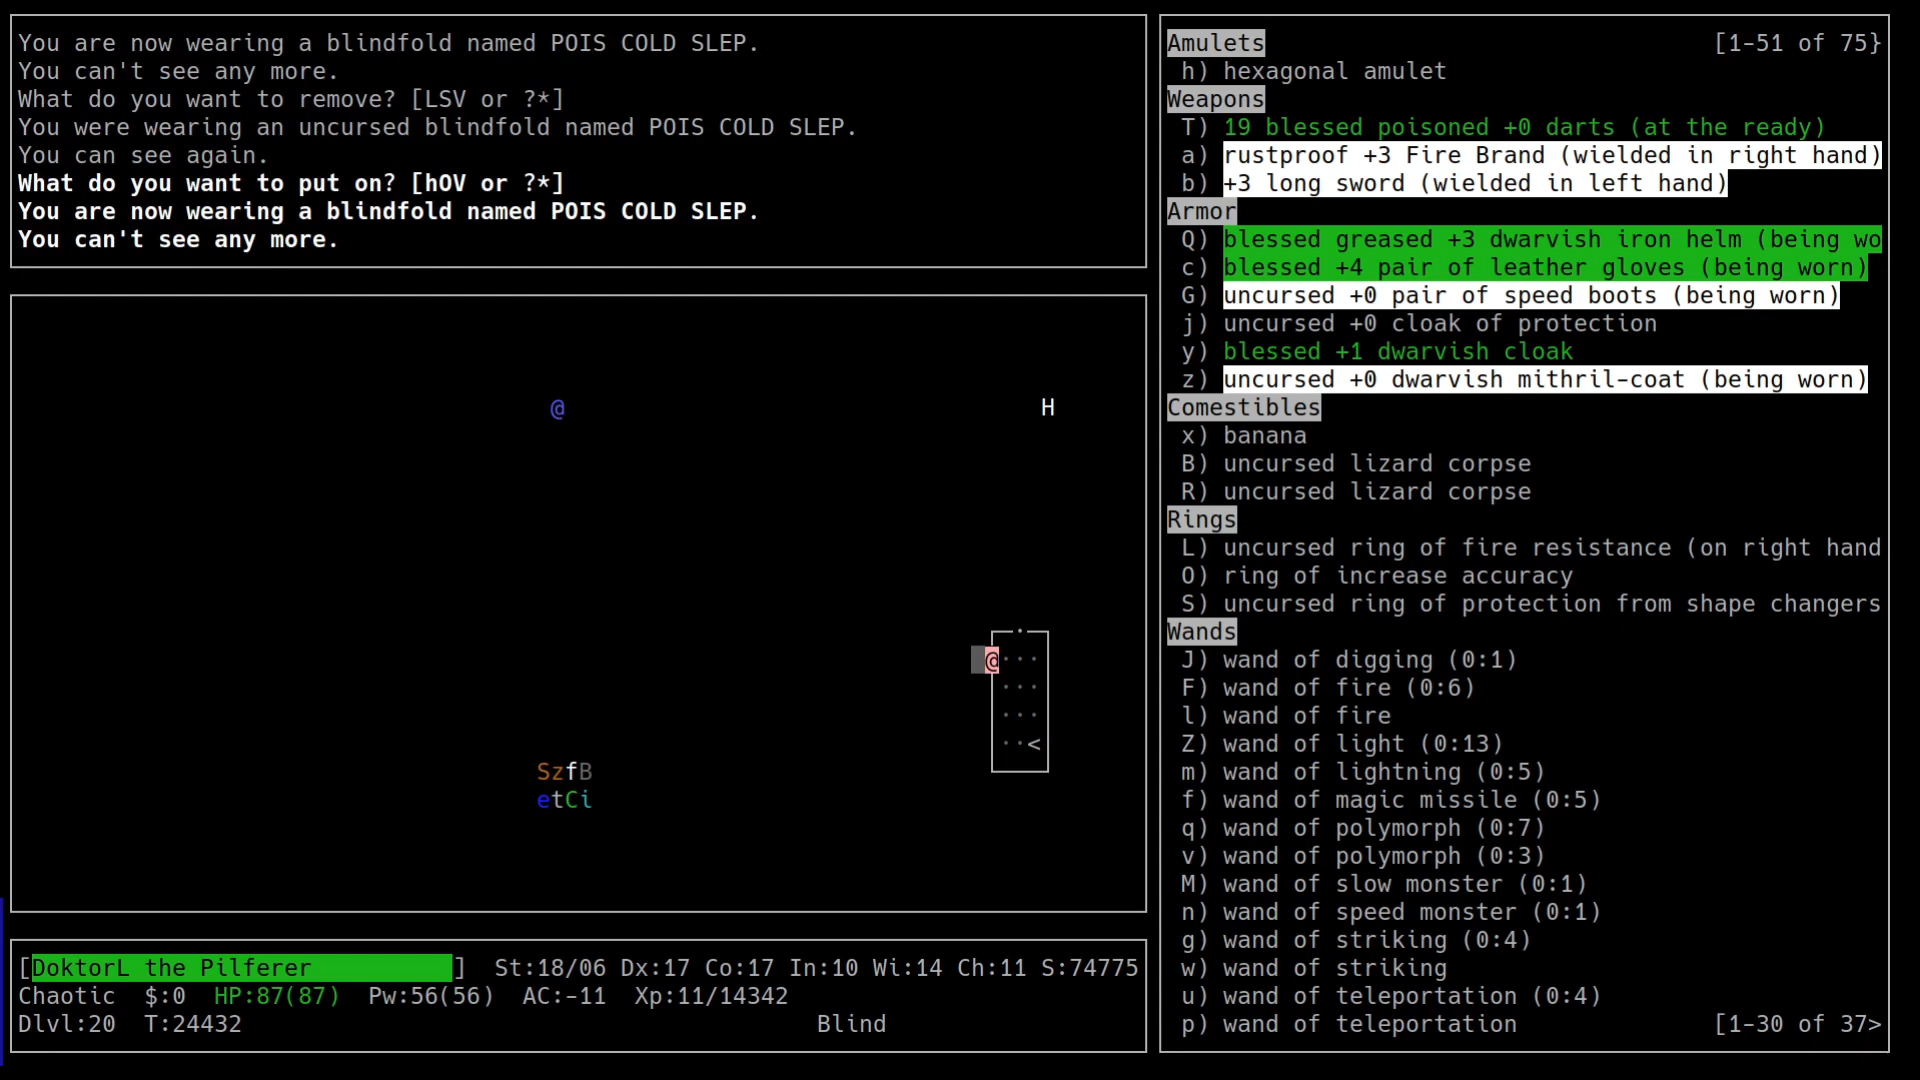 You are now wearing a blindfold named POIS COLD SLEP.
You can't see any more.
What do you want to remove? [LSV or ?*]
You were wearing an uncursed blindfold named POIS COLD SLEP.
You can see again.
What do you want to put on? [hOV or ?*]
You are now wearing a blindfold named POIS COLD SLEP.
You can't see any more.
@ H
@...
...
...
..<
SzfB
etCi
[DoktorL the Pilferer] St:18/06 Dx:17 Co:17 In:10 Wi:14 Ch:11 S:74775
Chaotic $:0 HP:87(87) Pw:56(56) AC:-11 Xp:11/14342
Dlvl:20 T:24432 Blind
Amulets [1-51 of 75}
h) hexagonal amulet
Weapons
T) 19 blessed poisoned +0 darts (at the ready)
a) rustproof +3 Fire Brand (wielded in right hand)
b) +3 long sword (wielded in left hand)
Armor
Q) blessed greased +3 dwarvish iron helm (being wo
c) blessed +4 pair of leather gloves (being worn)
G) uncursed +0 pair of speed boots (being worn)
j) uncursed +0 cloak of protection
y) blessed +1 dwarvish cloak
z) uncursed +0 dwarvish mithril-coat (being worn)
Comestibles
x) banana
B) uncursed lizard corpse
R) uncursed lizard corpse
Rings
L) uncursed ring of fire resistance (on right hand
O) ring of increase accuracy
S) uncursed ring of protection from shape changers
Wands
J) wand of digging (0:1)
F) wand of fire (0:6)
l) wand of fire
Z) wand of light (0:13)
m) wand of lightning (0:5)
f) wand of magic missile (0:5)
q) wand of polymorph (0:7)
v) wand of polymorph (0:3)
M) wand of slow monster (0:1)
n) wand of speed monster (0:1)
g) wand of striking (0:4)
w) wand of striking
u) wand of teleportation (0:4)
p) wand of teleportation [1-30 of 37>